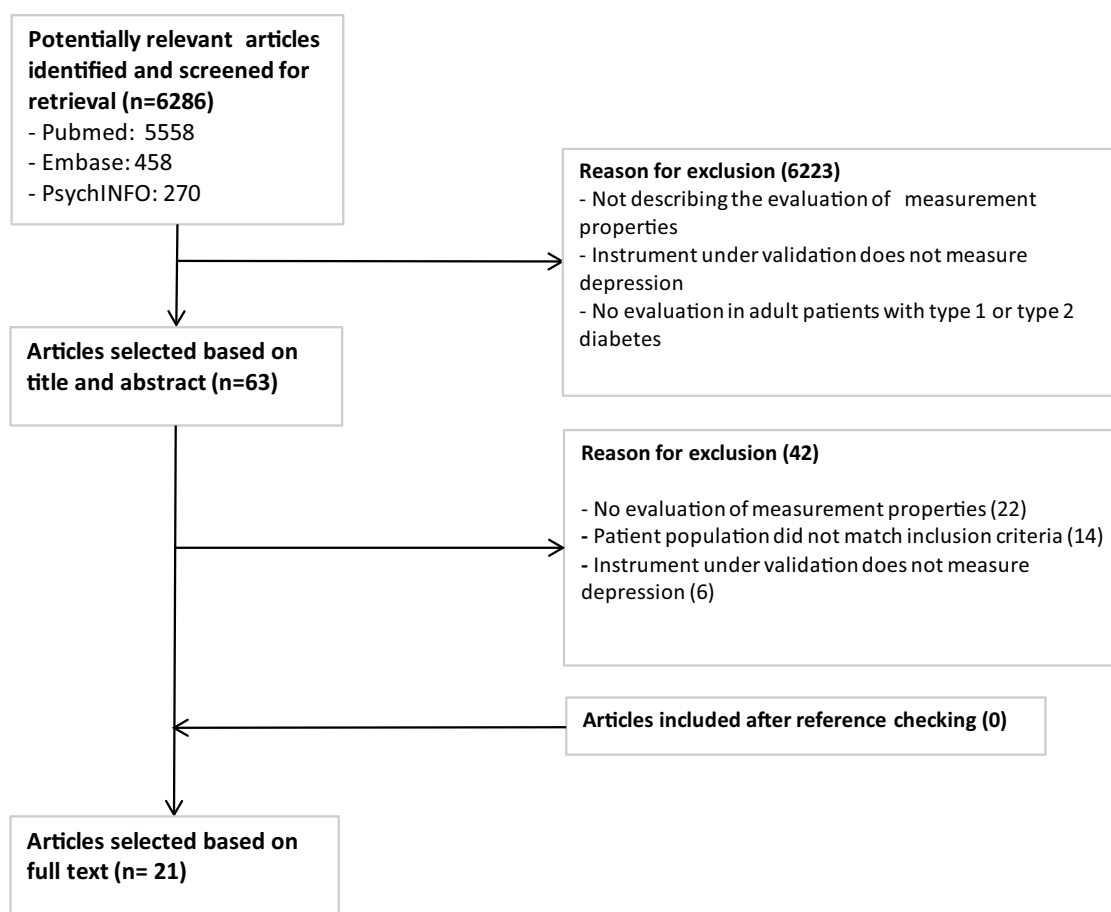 Potentially relevant articles
identified and screened for
retrieval (n=6286)
- Pubmed: 5558
- Embase: 458
- PsychINFO: 270
Reason for exclusion (6223)
- Not describing the evaluation of measurement
properties
- Instrument under validation does not measure
depression
- No evaluation in adult patients with type 1 or type 2
diabetes
Articles selected based on
title and abstract (n=63)
Reason for exclusion (42)
- No evaluation of measurement properties (22)
- Patient population did not match inclusion criteria (14)
- Instrument under validation does not measure
depression (6)
Articles included after reference checking (0)
Articles selected based on
full text (n= 21)